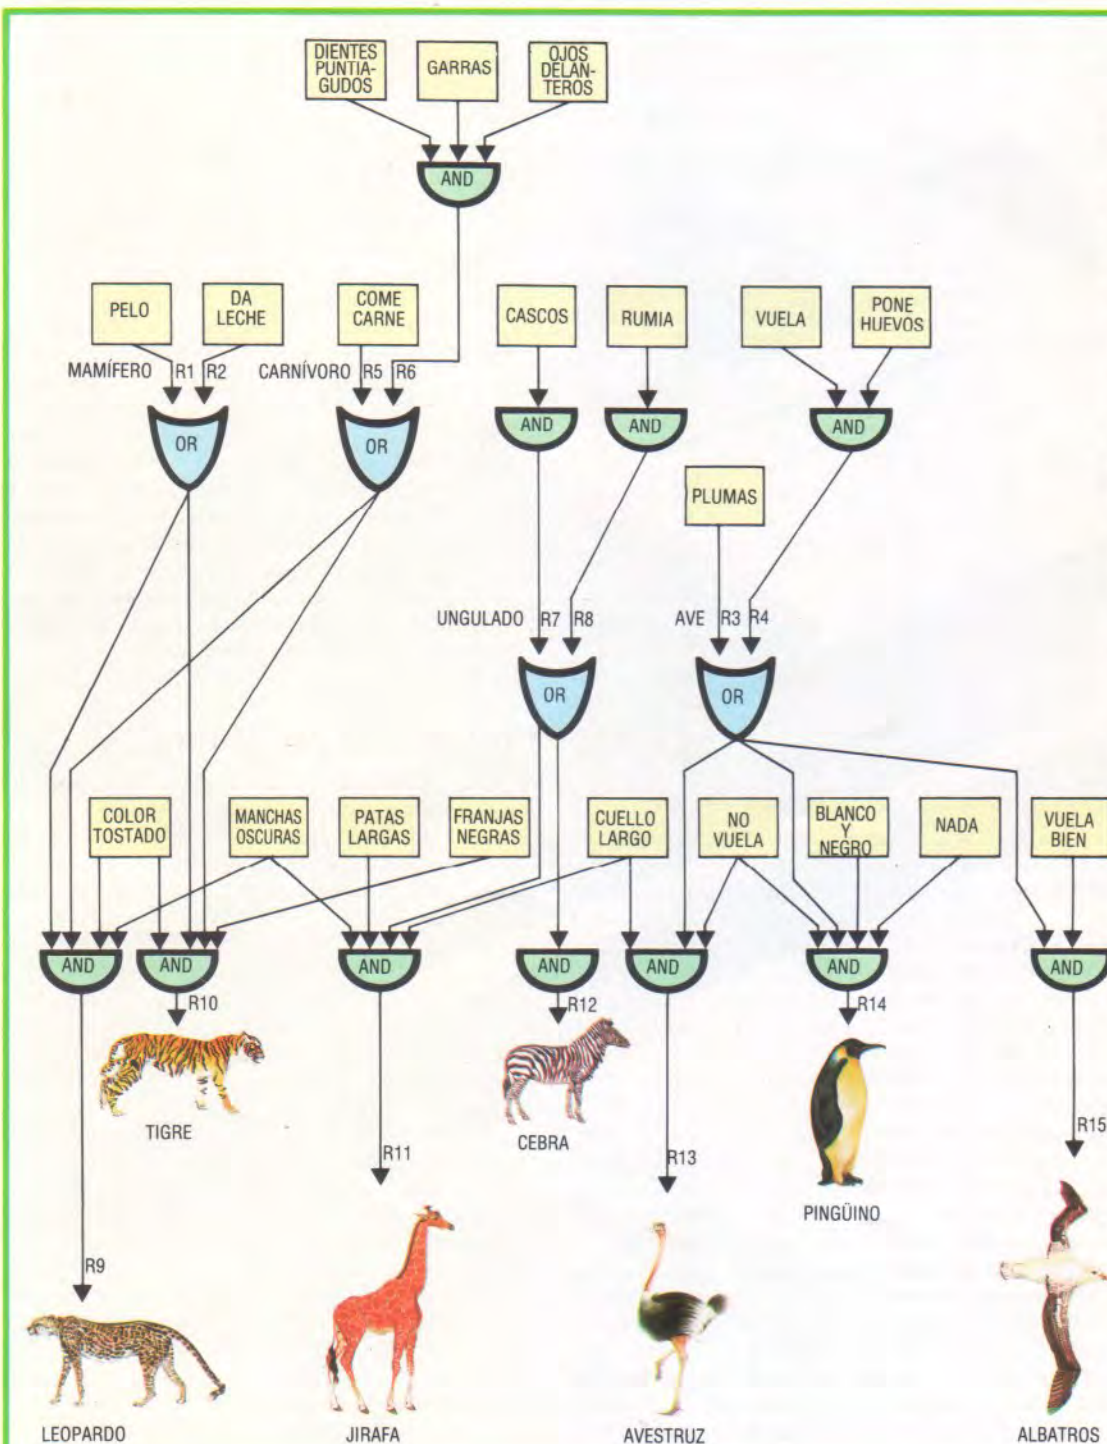 DIENTES
PUNTIA-
GUDOS
GARRAS
OJOS
DELAN-
TEROS
AND
PELO
DA
LECHE
COME
CARNE
CASCOS
RUMIA
VUELA
PONE
HUEVOS
MAMÍFERO R1 R2
CARNÍVORO R5 R6
OR
OR
AND
AND
AND
PLUMAS
UNGULADO R7 R8
AVE R3 R4
OR
OR
COLOR
TOSTADO
MANCHAS
OSCURAS
PATAS
LARGAS
FRANJAS
NEGRAS
CUELLO
LARGO
NO
VUELA
BLANCO
Y
NEGRO
NADA
VUELA
BIEN
AND
AND
AND
AND
AND
AND
AND
R10
R12
R14
TIGRE
CEBRA
R11
R13
R15
PINGÜINO
R9
LEOPARDO
JIRAFA
AVESTRUZ
ALBATROS